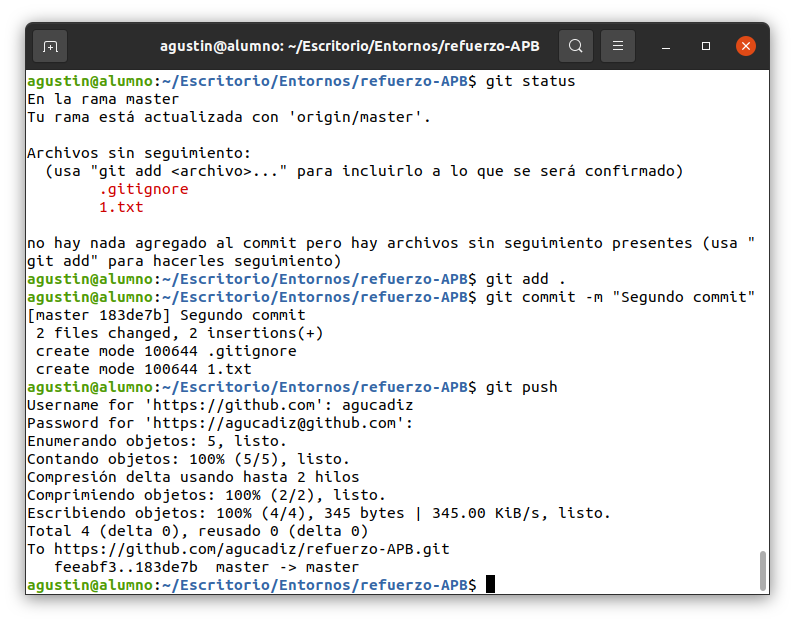 agustin@alumno: ~/Escritorio/Entornos/refuerzo-APB
agustin@alumno:~/Escritorio/Entornos/refuerzo-APB$ git status
En la rama master
Tu rama está actualizada con 'origin/master'.
Archivos sin seguimiento:
  (usa "git add <archivo>..." para incluirlo a lo que se será confirmado)
        .gitignore
        1.txt
no hay nada agregado al commit pero hay archivos sin seguimiento presentes (usa "
git add" para hacerles seguimiento)
agustin@alumno:~/Escritorio/Entornos/refuerzo-APB$ git add .
agustin@alumno:~/Escritorio/Entornos/refuerzo-APB$ git commit -m "Segundo commit"
[master 183de7b] Segundo commit
 2 files changed, 2 insertions(+)
 create mode 100644 .gitignore
 create mode 100644 1.txt
agustin@alumno:~/Escritorio/Entornos/refuerzo-APB$ git push
Username for 'https://github.com': agucadiz
Password for 'https://agucadiz@github.com':
Enumerando objetos: 5, listo.
Contando objetos: 100% (5/5), listo.
Compresión delta usando hasta 2 hilos
Comprimiendo objetos: 100% (2/2), listo.
Escribiendo objetos: 100% (4/4), 345 bytes | 345.00 KiB/s, listo.
Total 4 (delta 0), reusado 0 (delta 0)
To https://github.com/agucadiz/refuerzo-APB.git
   feeabf3..183de7b  master -> master
agustin@alumno:~/Escritorio/Entornos/refuerzo-APB$